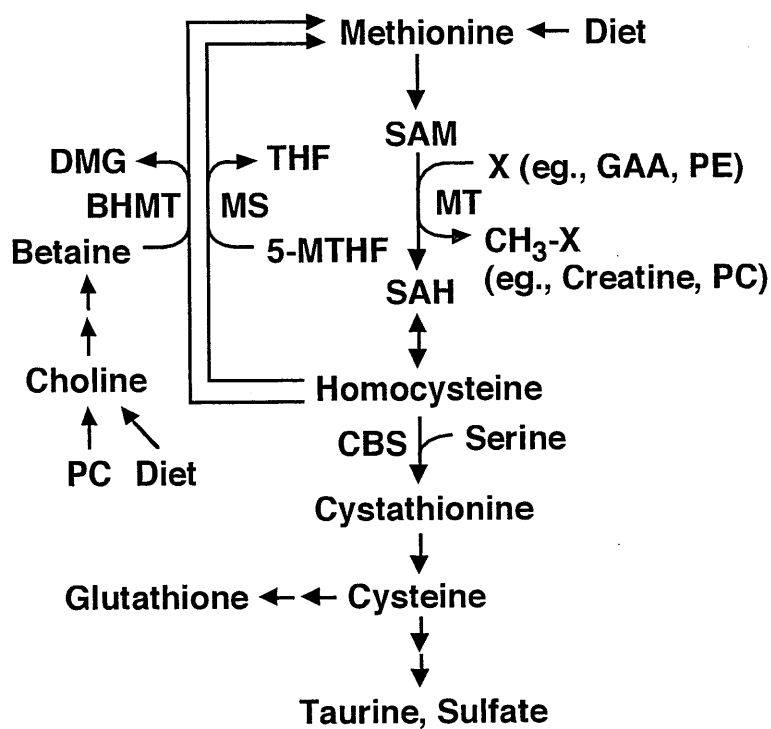 Methionine
Diet
SAM
DMG
THF
X (eg., GAA, PE)
BHMT
MS
MT
Betaine
5-MTHF
CH₃-X
(eg., Creatine, PC)
SAH
Choline
Homocysteine
CBS
Serine
PC
Diet
Cystathionine
Glutathione
Cysteine
Taurine, Sulfate